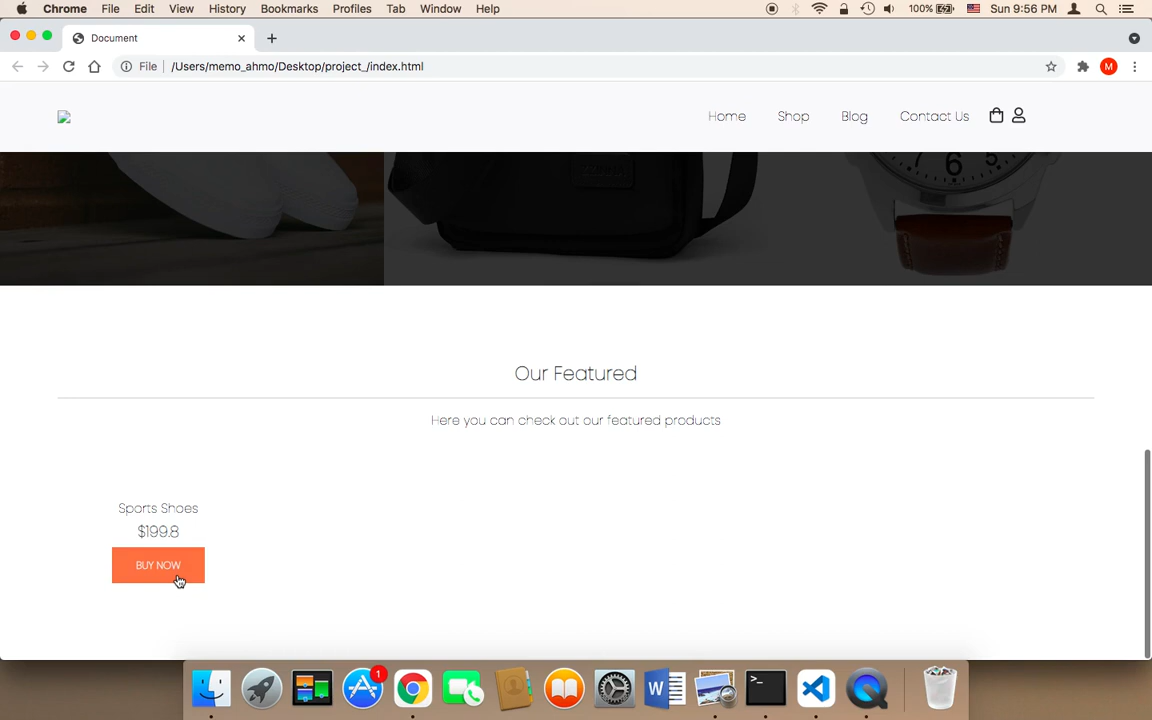 Chrome File Edit View History Bookmarks Profiles Tab Window Help 100% Sun 9:56 PM
Document
File /Users/memo_ahmo/Desktop/project_/index.html M
Home Shop Blog Contact Us
6
Our Featured
Here you can check out our featured products
Sports Shoes
$199.8
BUY NOW
1
W